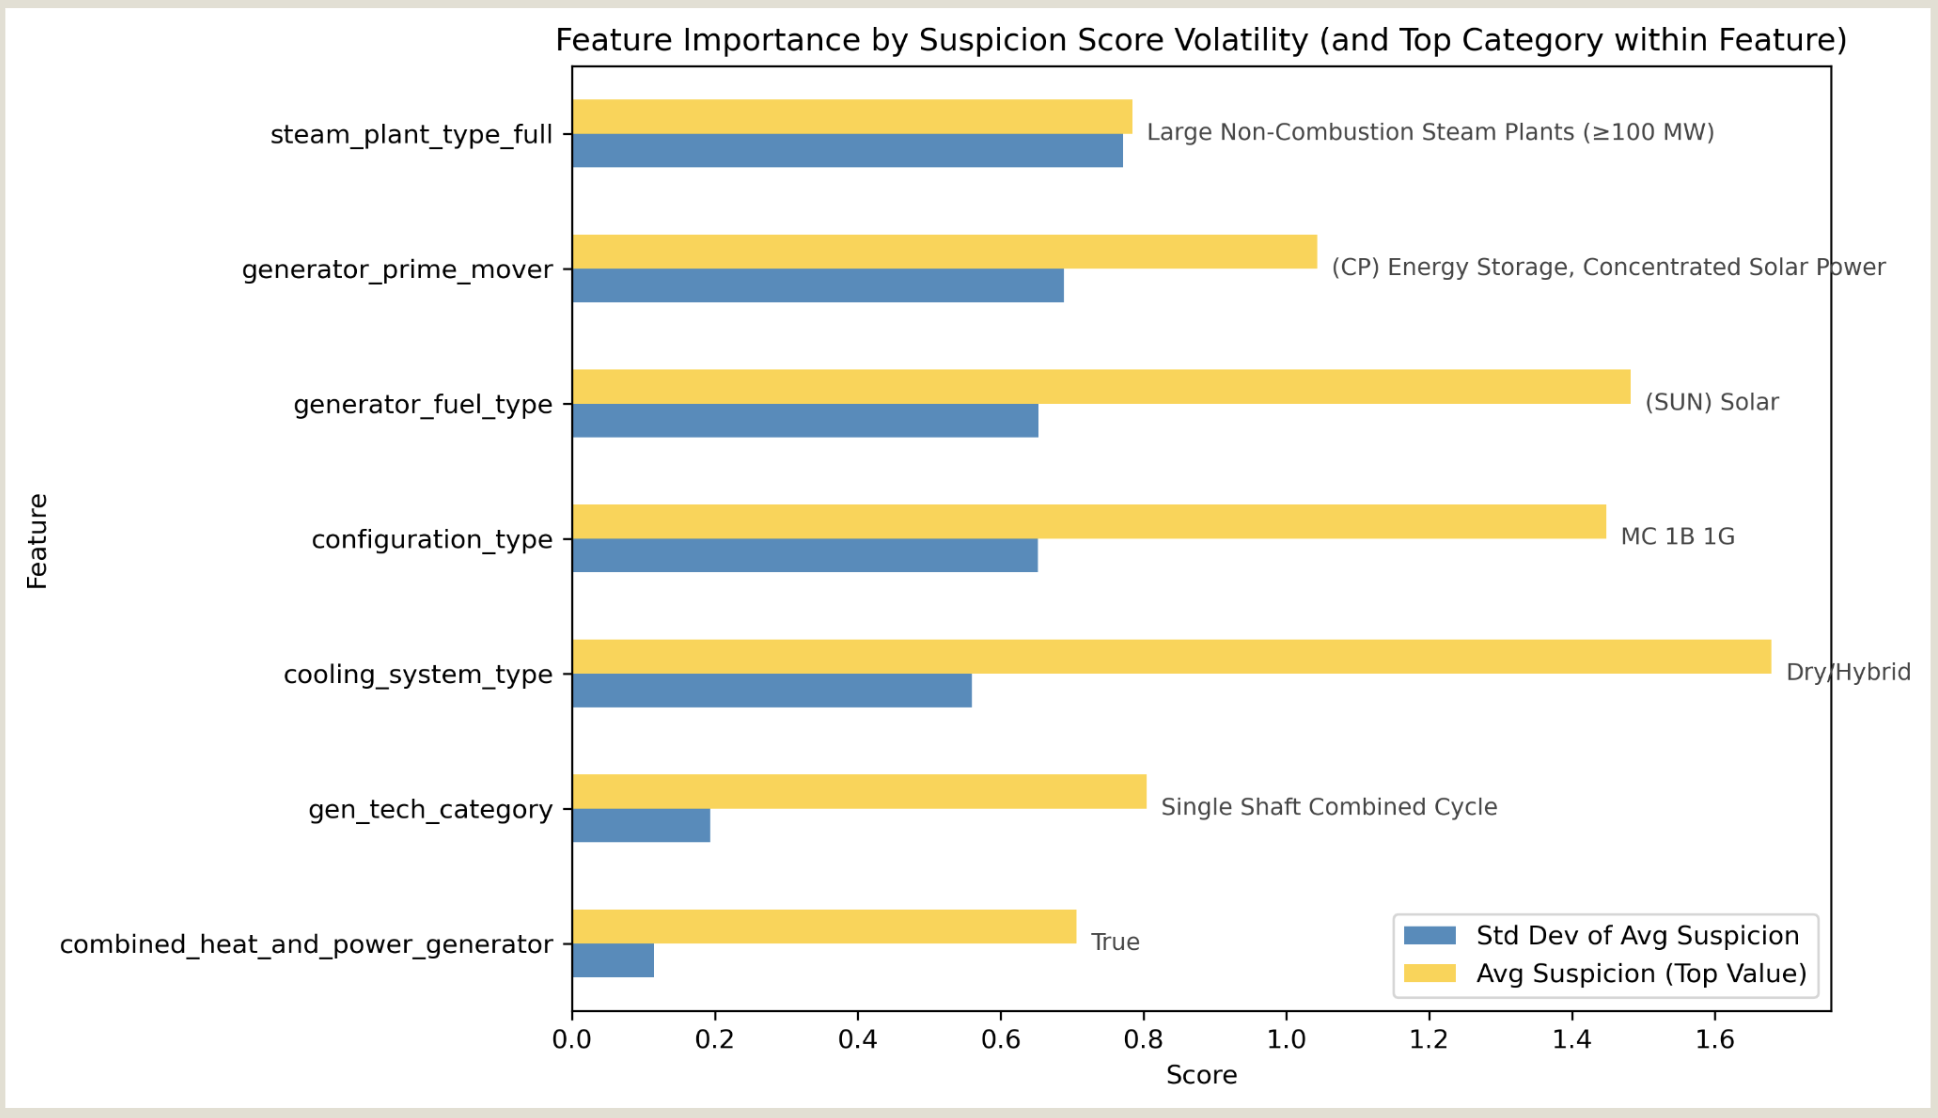 Feature Importance by Suspicion Score Volatility (and Top Category within Feature)
steam_plant_type_full
Large Non-Combustion Steam Plants (≥100 MW)
generator_prime_mover
(CP) Energy Storage, Concentrated Solar Power
generator_fuel_type
(SUN) Solar
configuration_type
MC 1B 1G
cooling_system_type
Dry/Hybrid
gen_tech_category
Single Shaft Combined Cycle
combined_heat_and_power_generator
True
Feature
Std Dev of Avg Suspicion
Avg Suspicion (Top Value)
0.0 0.2 0.4 0.6 0.8 1.0 1.2 1.4 1.6
Score